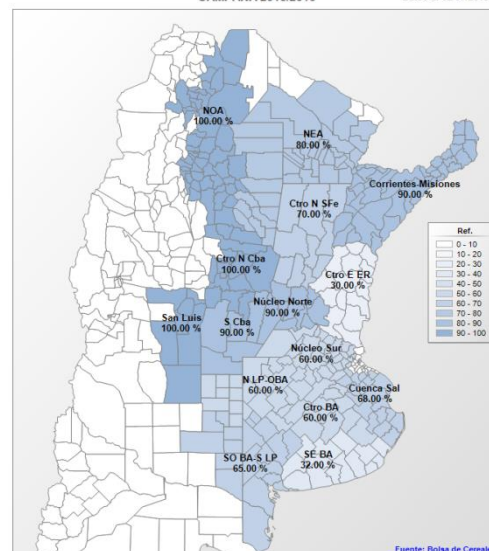 NOA
100.00 %
NEA
80.00 %
Corrientes Misiones
90.00 %
Ctro N SFe
70.00 %
Ref.
0 - 10
10 - 20
20 - 30
30 - 40
40 - 50
50 - 60
60 - 70
70 - 80
80 - 90
90 - 100
Ctro N Cba
100.00 %
Ctro E ER
30.00 %
Núcleo Norte
90.00 %
San Luis
100.00 %
S Cba
90.00 %
Núcleo Sur
60.00 %
N LP-OBA
60.00 %
Cuenca Sal
68.00 %
Ctro BA
60.00 %
SO BA-S LP
65.00 %
SE BA
32.00 %
Fuente: Bolsa de Cereale